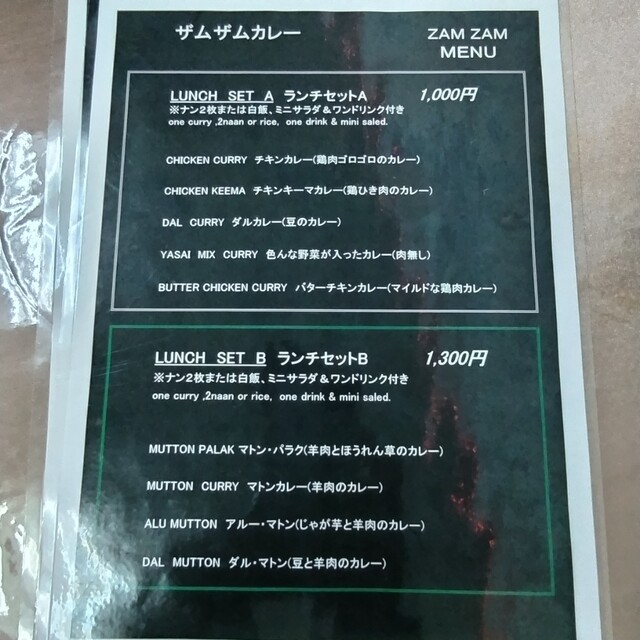 ザムザムカレー
ZAM ZAM
MENU
LUNCH SET A ランチセットA 1,000円
※ナン2枚または白飯、ミニサラダ＆ワンドリンク付き
one curry ,2naan or rice, one drink & mini saled.
CHICKEN CURRY チキンカレー(鶏肉ゴロゴロのカレー)
CHICKEN KEEMA チキンキーマカレー(鶏ひき肉のカレー)
DAL CURRY ダルカレー(豆のカレー)
YASAI MIX CURRY 色んな野菜が入ったカレー(肉無し)
BUTTER CHICKEN CURRY バターチキンカレー(マイルドな鶏肉カレー)
LUNCH SET B ランチセットB 1,300円
※ナン2枚または白飯、ミニサラダ＆ワンドリンク付き
one curry ,2naan or rice, one drink & mini saled.
MUTTON PALAK マトン・パラク(羊肉とほうれん草のカレー)
MUTTON CURRY マトンカレー(羊肉のカレー)
ALU MUTTON アルー・マトン(じゃが芋と羊肉のカレー)
DAL MUTTON ダル・マトン(豆と羊肉のカレー)